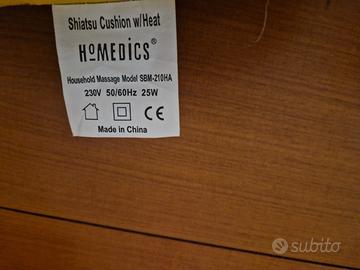 Shiatsu Cushion w/Heat
HoMEDICS®
Household Massage Model SBM-210HA
230V 50/60Hz 25W
CE
Made in China
subito